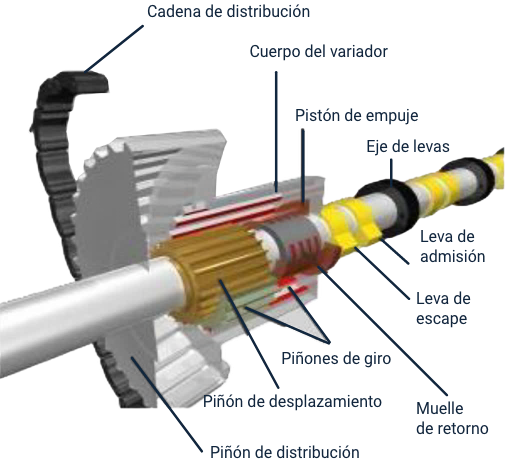 Cadena de distribución
Cuerpo del variador
Pistón de empuje
Eje de levas
Leva de
admisión
Leva de
escape
Piñones de giro
Piñón de desplazamiento
Muelle
de retorno
Piñón de distribución